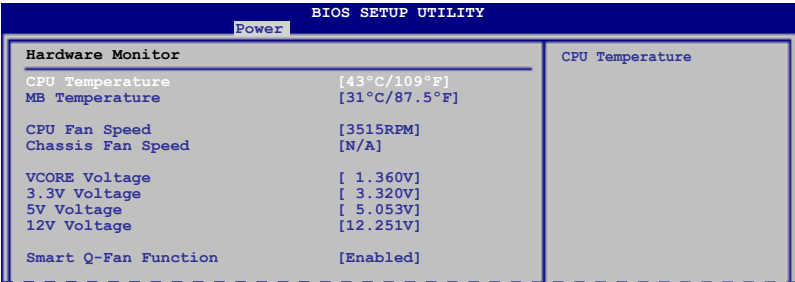 BIOS SETUP UTILITY
Power
Hardware Monitor
CPU Temperature [43°C/109°F]
MB Temperature [31°C/87.5°F]
CPU Fan Speed [3515RPM]
Chassis Fan Speed [N/A]
VCORE Voltage [ 1.360V]
3.3V Voltage [ 3.320V]
5V Voltage [ 5.053V]
12V Voltage [12.251V]
Smart Q-Fan Function [Enabled]
CPU Temperature